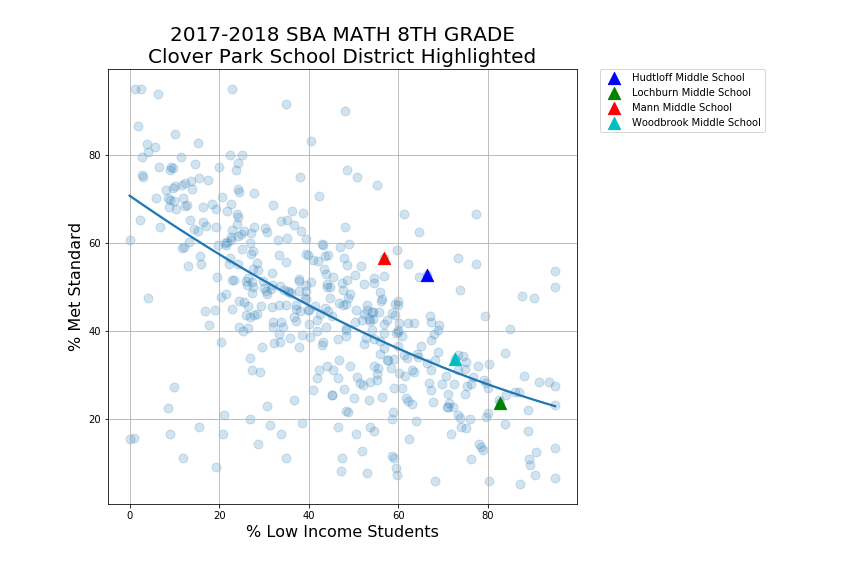 2017-2018 SBA MATH 8TH GRADE
Clover Park School District Highlighted
Hudtloff Middle School
Lochburn Middle School
Mann Middle School
Woodbrook Middle School
% Met Standard
80
60
40
20
0 20 40 60 80
% Low Income Students